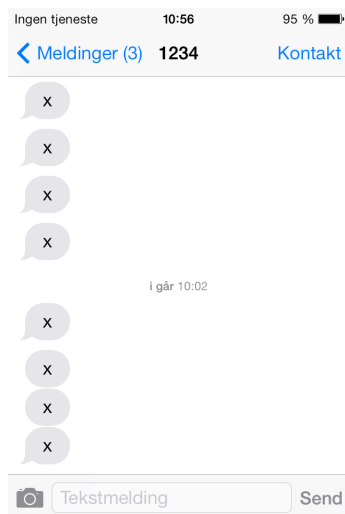 Ingen tjeneste 10:56 95 %
Meldinger (3) 1234 Kontakt
x
x
x
x
i går 10:02
x
x
x
x
Tekstmelding Send